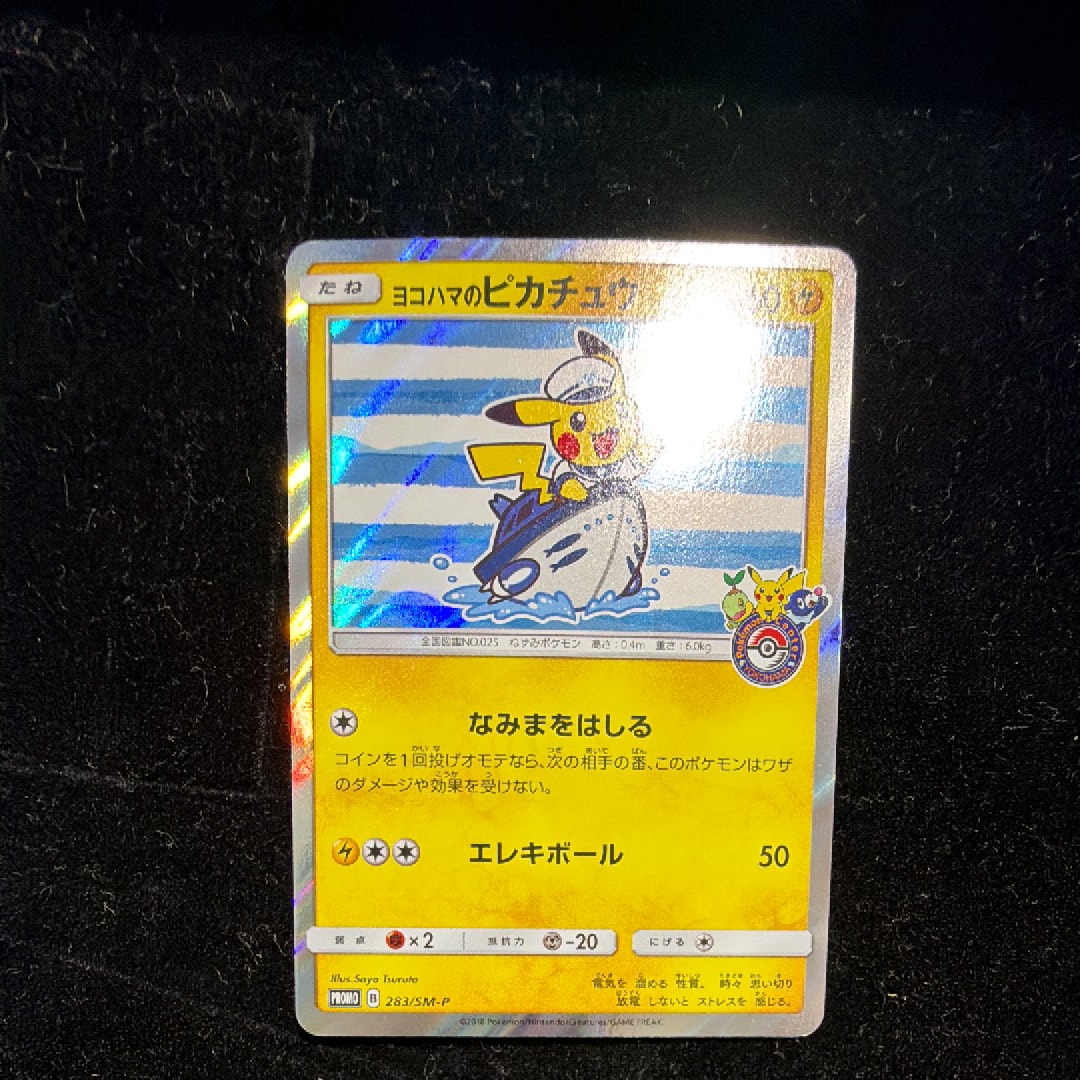 たね ヨコハマのピカチュウ
全国図鑑NO.025 ねずみポケモン 高さ：0.4m 重さ：6.0kg
Pokémon Center
YOKOHAMA
なみまをはしる
コインを1回投げオモテなら、次の相手の番、このポケモンはワザ
のダメージや効果を受けない。
エレキボール 50
弱点 ×2 抵抗力 -20 にげる
Illus.Saya Tsuruta
電気を 溜める 性質。 時々 思い切り
放電 しないと ストレスを 感じる。
PROMO B 283/SM-P
©2018 Pokémon/Nintendo/Creatures/GAME FREAK.